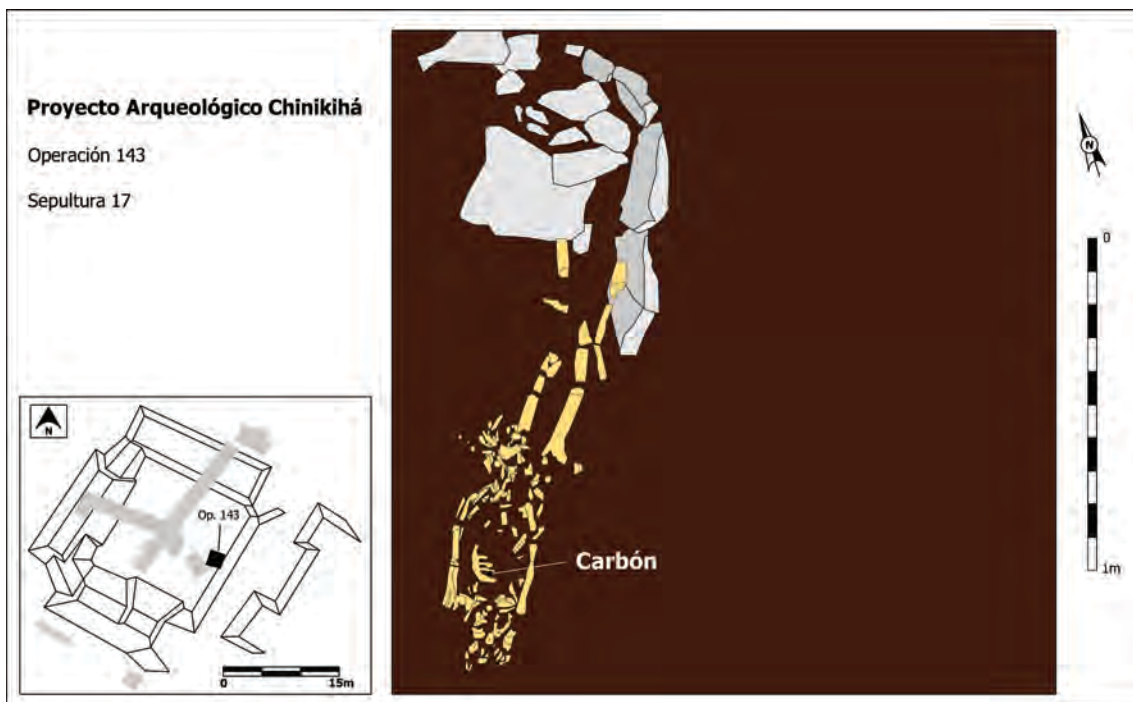 Proyecto Arqueológico Chinikihá
Operación 143
Sepultura 17
N
Op. 143
0
15m
Carbón
N
0
1m